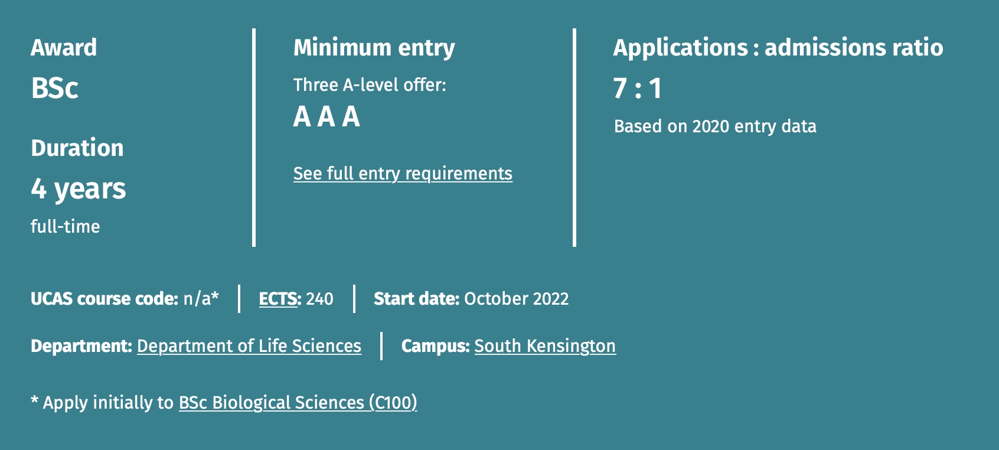 Award
BSc
Duration
4 years
full-time
Minimum entry
Three A-level offer:
A A A
See full entry requirements
Applications : admissions ratio
7 : 1
Based on 2020 entry data
UCAS course code: n/a* ECTS: 240 Start date: October 2022
Department: Department of Life Sciences Campus: South Kensington
* Apply initially to BSc Biological Sciences (C100)